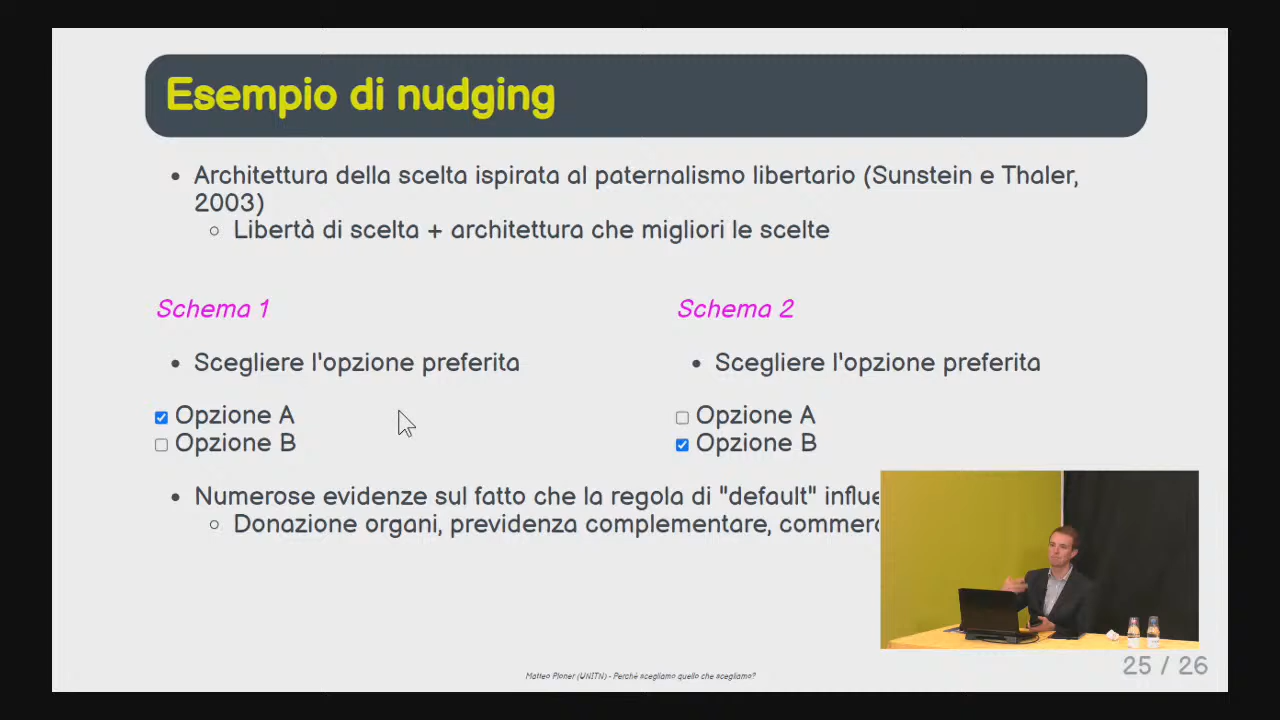 Esempio di nudging
Architettura della scelta ispirata al paternalismo libertario (Sunstein e Thaler,
2003)
Libertà di scelta + architettura che migliori le scelte
Schema 1
Scegliere l'opzione preferita
Opzione A
Opzione B
Schema 2
Scegliere l'opzione preferita
Opzione A
Opzione B
Numerose evidenze sul fatto che la regola di "default"
Donazione organi, previdenza complementare,
Matteo Ploner (UNITN) - Perché scegliamo quello che scegliamo?
25 / 26